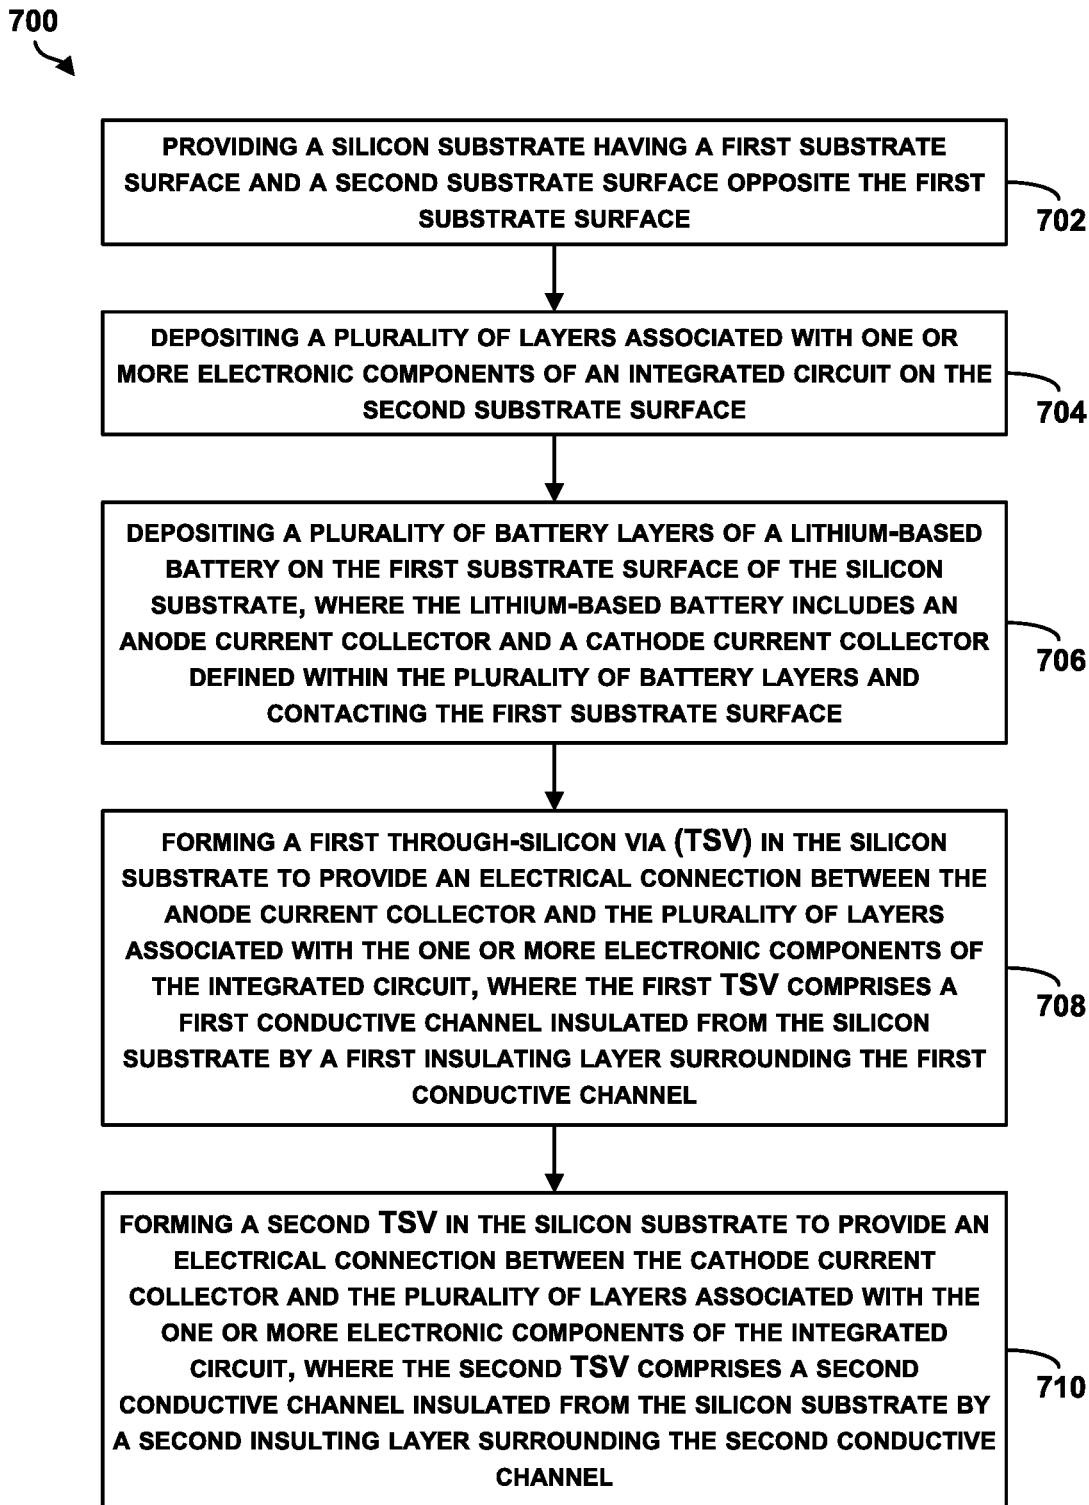 700
PROVIDING A SILICON SUBSTRATE HAVING A FIRST SUBSTRATE
SURFACE AND A SECOND SUBSTRATE SURFACE OPPOSITE THE FIRST
SUBSTRATE SURFACE
702
DEPOSITING A PLURALITY OF LAYERS ASSOCIATED WITH ONE OR
MORE ELECTRONIC COMPONENTS OF AN INTEGRATED CIRCUIT ON THE
SECOND SUBSTRATE SURFACE
704
DEPOSITING A PLURALITY OF BATTERY LAYERS OF A LITHIUM-BASED
BATTERY ON THE FIRST SUBSTRATE SURFACE OF THE SILICON
SUBSTRATE, WHERE THE LITHIUM-BASED BATTERY INCLUDES AN
ANODE CURRENT COLLECTOR AND A CATHODE CURRENT COLLECTOR
DEFINED WITHIN THE PLURALITY OF BATTERY LAYERS AND
CONTACTING THE FIRST SUBSTRATE SURFACE
706
FORMING A FIRST THROUGH-SILICON VIA (TSV) IN THE SILICON
SUBSTRATE TO PROVIDE AN ELECTRICAL CONNECTION BETWEEN THE
ANODE CURRENT COLLECTOR AND THE PLURALITY OF LAYERS
ASSOCIATED WITH THE ONE OR MORE ELECTRONIC COMPONENTS OF
THE INTEGRATED CIRCUIT, WHERE THE FIRST TSV COMPRISES A
FIRST CONDUCTIVE CHANNEL INSULATED FROM THE SILICON
SUBSTRATE BY A FIRST INSULATING LAYER SURROUNDING THE FIRST
CONDUCTIVE CHANNEL
708
FORMING A SECOND TSV IN THE SILICON SUBSTRATE TO PROVIDE AN
ELECTRICAL CONNECTION BETWEEN THE CATHODE CURRENT
COLLECTOR AND THE PLURALITY OF LAYERS ASSOCIATED WITH THE
ONE OR MORE ELECTRONIC COMPONENTS OF THE INTEGRATED
CIRCUIT, WHERE THE SECOND TSV COMPRISES A SECOND
CONDUCTIVE CHANNEL INSULATED FROM THE SILICON SUBSTRATE BY
A SECOND INSULTING LAYER SURROUNDING THE SECOND CONDUCTIVE
CHANNEL
710